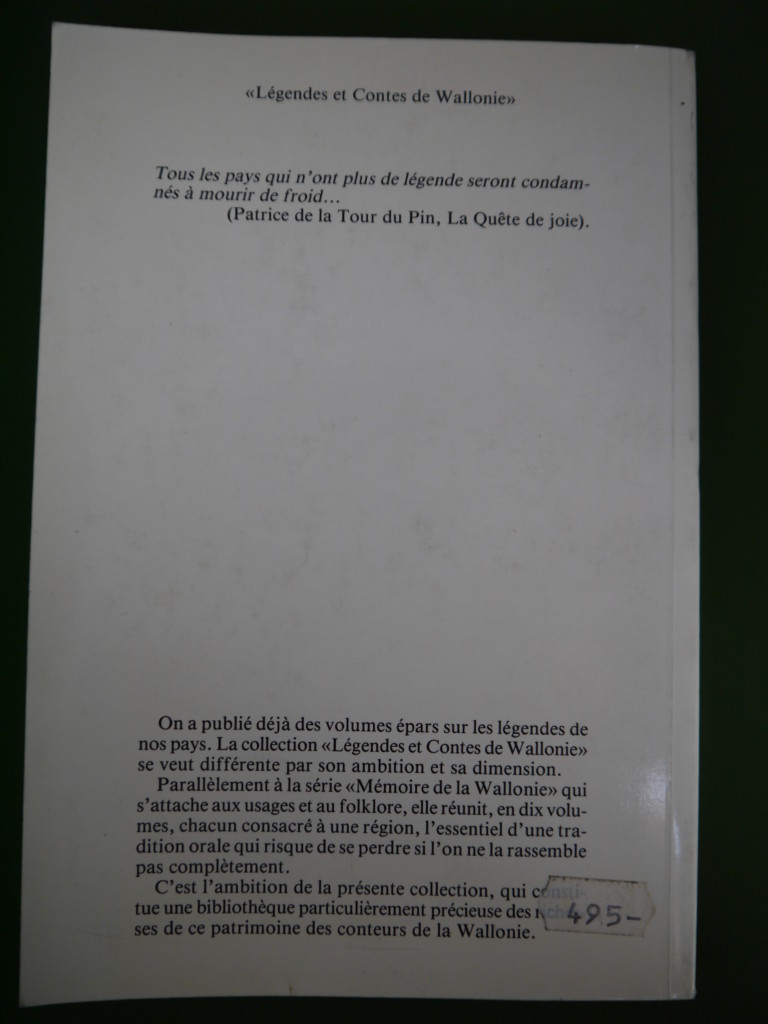 «Légendes et Contes de Wallonie»
Tous les pays qui n'ont plus de légende seront condam-
nés à mourir de froid...
(Patrice de la Tour du Pin, La Quête de joie).
On a publié déjà des volumes épars sur les légendes de
nos pays. La collection «Légendes et Contes de Wallonie»
se veut différente par son ambition et sa dimension.
Parallèlement à la série «Mémoire de la Wallonie» qui
s'attache aux usages et au folklore, elle réunit, en dix volu-
mes, chacun consacré à une région, l'essentiel d'une tra-
dition orale qui risque de se perdre si l'on ne la rassemble
pas complètement.
C'est l'ambition de la présente collection, qui consti-
tue une bibliothèque particulièrement précieuse des riches-
ses de ce patrimoine des conteurs de la Wallonie.
495-